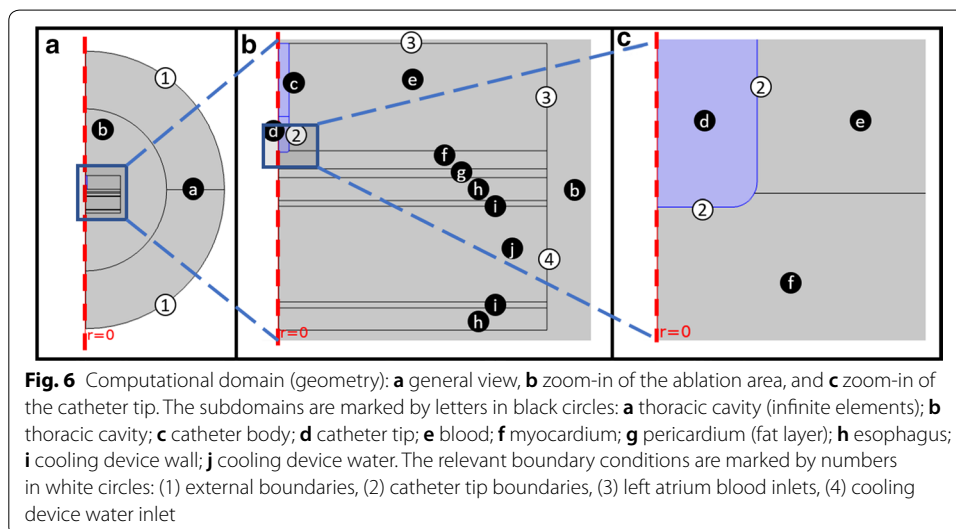 a
b
c
1
b
a
1
r=0
3
c
e
3
d
2
f
g
h
i
b
j
4
i
h
r=0
2
d
e
2
f
r=0
Fig. 6 Computational domain (geometry): a general view, b zoom-in of the ablation area, and c zoom-in of
the catheter tip. The subdomains are marked by letters in black circles: a thoracic cavity (infinite elements); b
thoracic cavity; c catheter body; d catheter tip; e blood; f myocardium; g pericardium (fat layer); h esophagus;
i cooling device wall; j cooling device water. The relevant boundary conditions are marked by numbers
in white circles: (1) external boundaries, (2) catheter tip boundaries, (3) left atrium blood inlets, (4) cooling
device water inlet